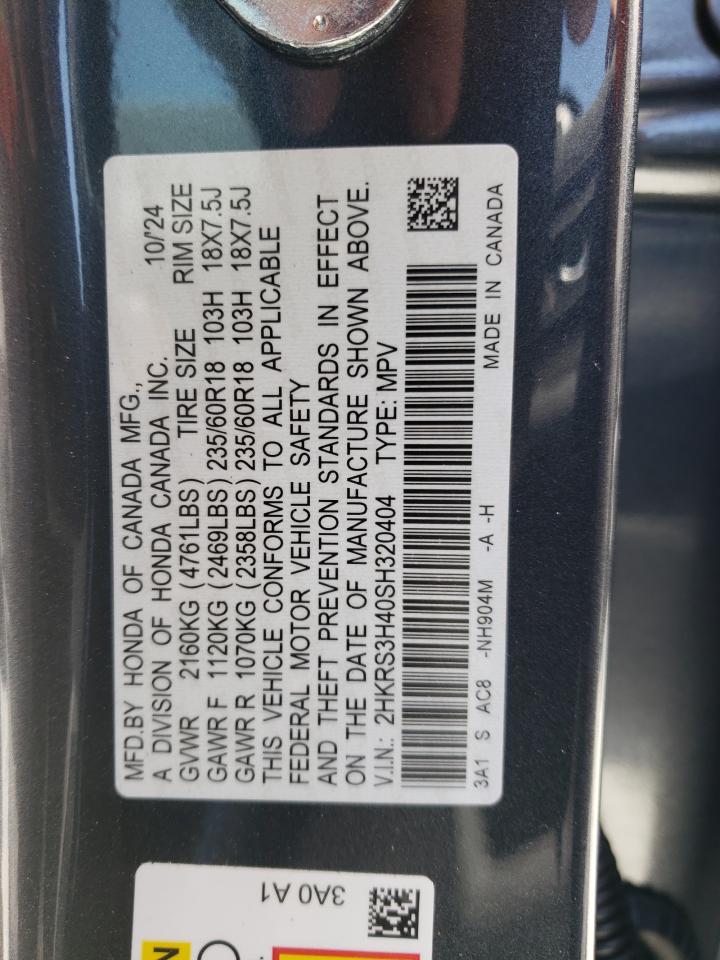 MFD.BY HONDA OF CANADA MFG.,
A DIVISION OF HONDA CANADA INC. 10/'24
GVWR 2160KG (4761LBS) TIRE SIZE RIM SIZE
GAWR F 1120KG (2469LBS) 235/60R18 103H 18X7.5J
GAWR R 1070KG (2358LBS) 235/60R18 103H 18X7.5J
THIS VEHICLE CONFORMS TO ALL APPLICABLE
FEDERAL MOTOR VEHICLE SAFETY
AND THEFT PREVENTION STANDARDS IN EFFECT
ON THE DATE OF MANUFACTURE SHOWN ABOVE.
V.I.N.: 2HKRS3H40SH320404 TYPE: MPV
3A1 S AC8 -NH904M -A -H MADE IN CANADA
3A0 A1